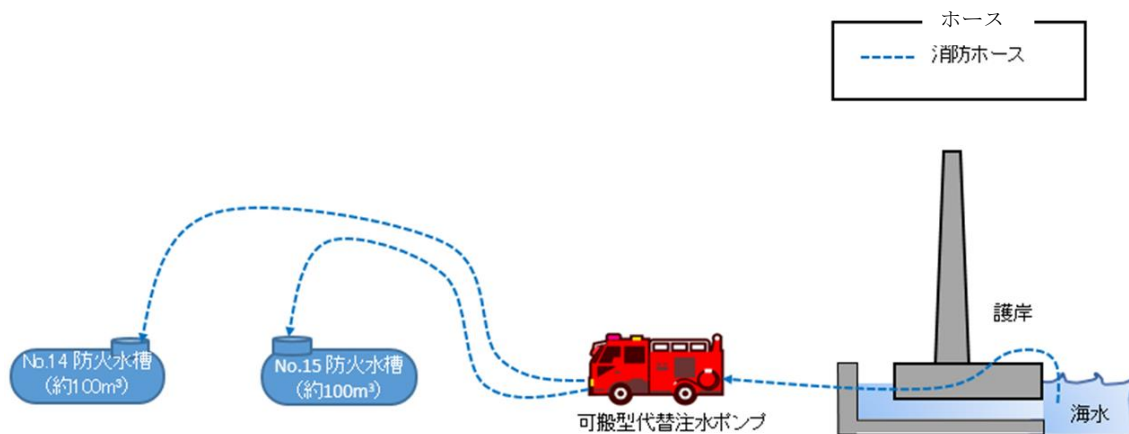 ホース
消防ホース
護岸
No.14 防火水槽
(約100m³)
No.15 防火水槽
(約100m³)
可搬型代替注水ポンプ
海水